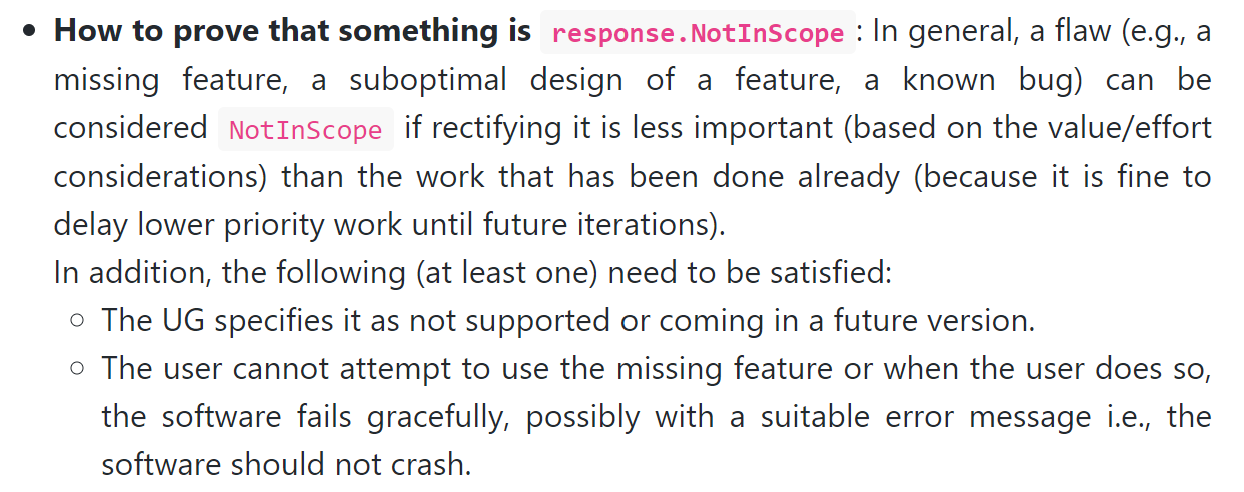 • How to prove that something is response.NotInScope : In general, a flaw (e.g., a
missing feature, a suboptimal design of a feature, a known bug) can be
considered NotInScope if rectifying it is less important (based on the value/effort
considerations) than the work that has been done already (because it is fine to
delay lower priority work until future iterations).
In addition, the following (at least one) need to be satisfied:
○ The UG specifies it as not supported or coming in a future version.
○ The user cannot attempt to use the missing feature or when the user does so,
the software fails gracefully, possibly with a suitable error message i.e., the
software should not crash.